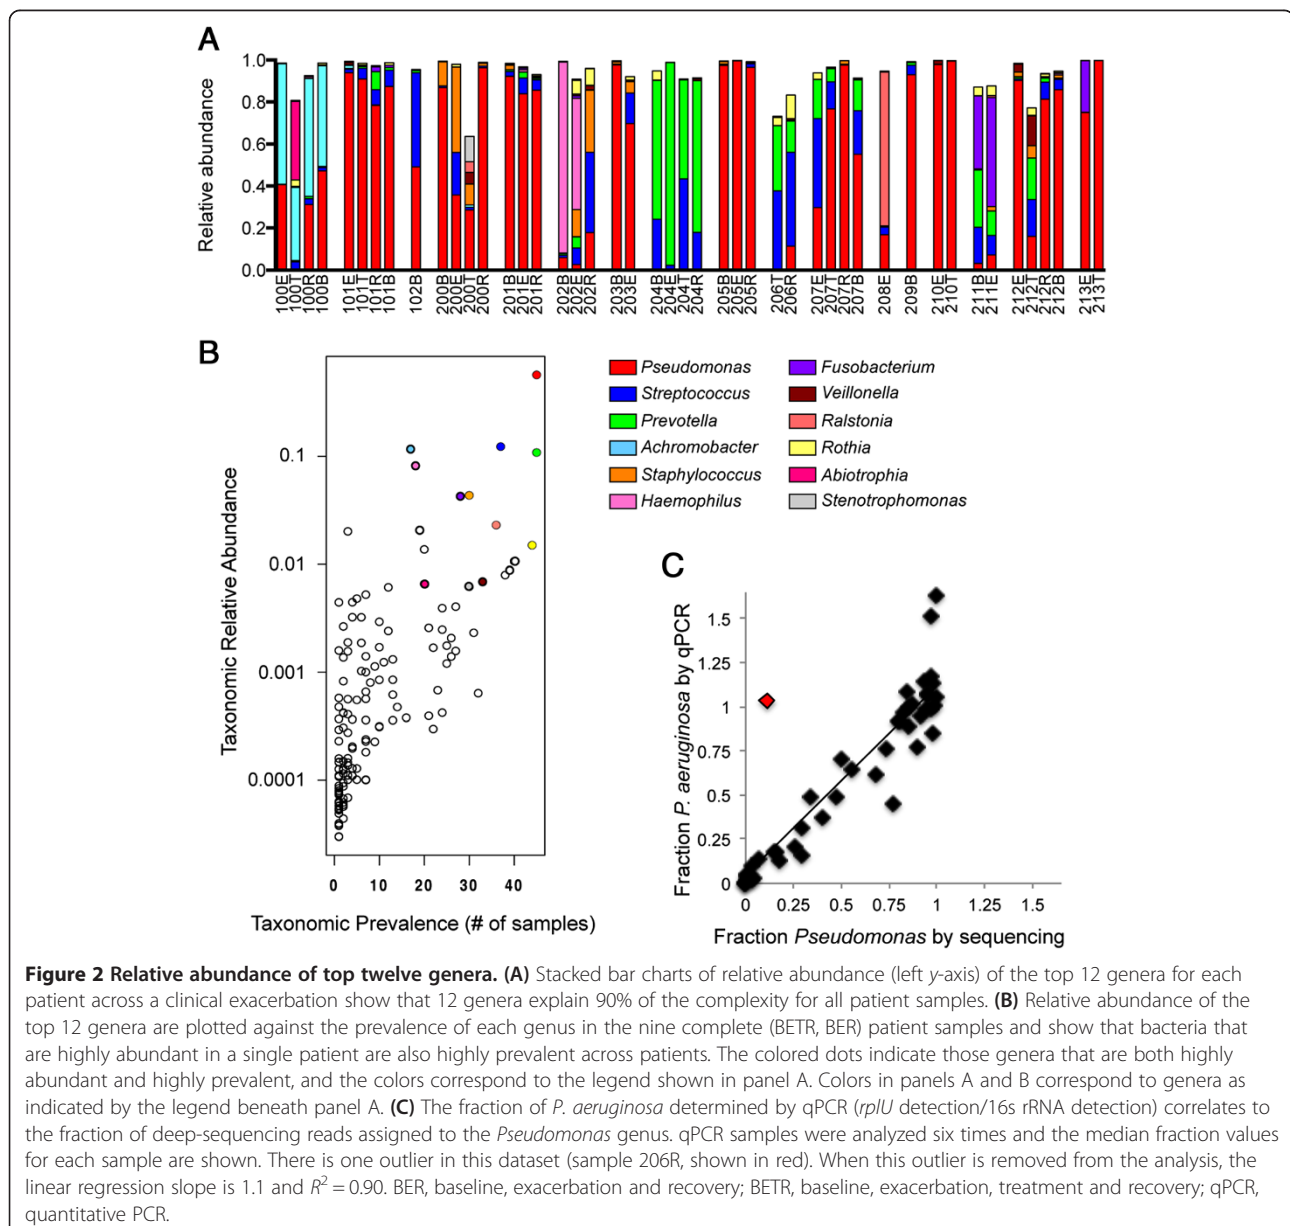 A
Relative abundance
1.0
0.8
0.6
0.4
0.2
0.0
100E 100T 100R 100B 101E 101T 101R 101B 102B 200B 200E 200T 200R 201B 201E 201R 202B 202E 202R 203B 203E 204B 204E 204T 204R 205B 205E 205R 206T 206R 207E 207T 207R 207B 208E 209B 210E 210T 211B 211E 212E 212T 212R 212B 213E 213T
B
Taxonomic Relative Abundance
0.1
0.01
0.001
0.0001
0 10 20 30 40
Taxonomic Prevalence (# of samples)
Pseudomonas
Streptococcus
Prevotella
Achromobacter
Staphylococcus
Haemophilus
Fusobacterium
Veillonella
Ralstonia
Rothia
Abiotrophia
Stenotrophomonas
C
Fraction P. aeruginosa by qPCR
1.5
1.25
1
0.75
0.5
0.25
0
0 0.25 0.5 0.75 1 1.25 1.5
Fraction Pseudomonas by sequencing
Figure 2 Relative abundance of top twelve genera. (A) Stacked bar charts of relative abundance (left y-axis) of the top 12 genera for each
patient across a clinical exacerbation show that 12 genera explain 90% of the complexity for all patient samples. (B) Relative abundance of the
top 12 genera are plotted against the prevalence of each genus in the nine complete (BETR, BER) patient samples and show that bacteria that
are highly abundant in a single patient are also highly prevalent across patients. The colored dots indicate those genera that are both highly
abundant and highly prevalent, and the colors correspond to the legend shown in panel A. Colors in panels A and B correspond to genera as
indicated by the legend beneath panel A. (C) The fraction of P. aeruginosa determined by qPCR (rplU detection/16s rRNA detection) correlates to
the fraction of deep-sequencing reads assigned to the Pseudomonas genus. qPCR samples were analyzed six times and the median fraction values
for each sample are shown. There is one outlier in this dataset (sample 206R, shown in red). When this outlier is removed from the analysis, the
linear regression slope is 1.1 and R² = 0.90. BER, baseline, exacerbation and recovery; BETR, baseline, exacerbation, treatment and recovery; qPCR,
quantitative PCR.